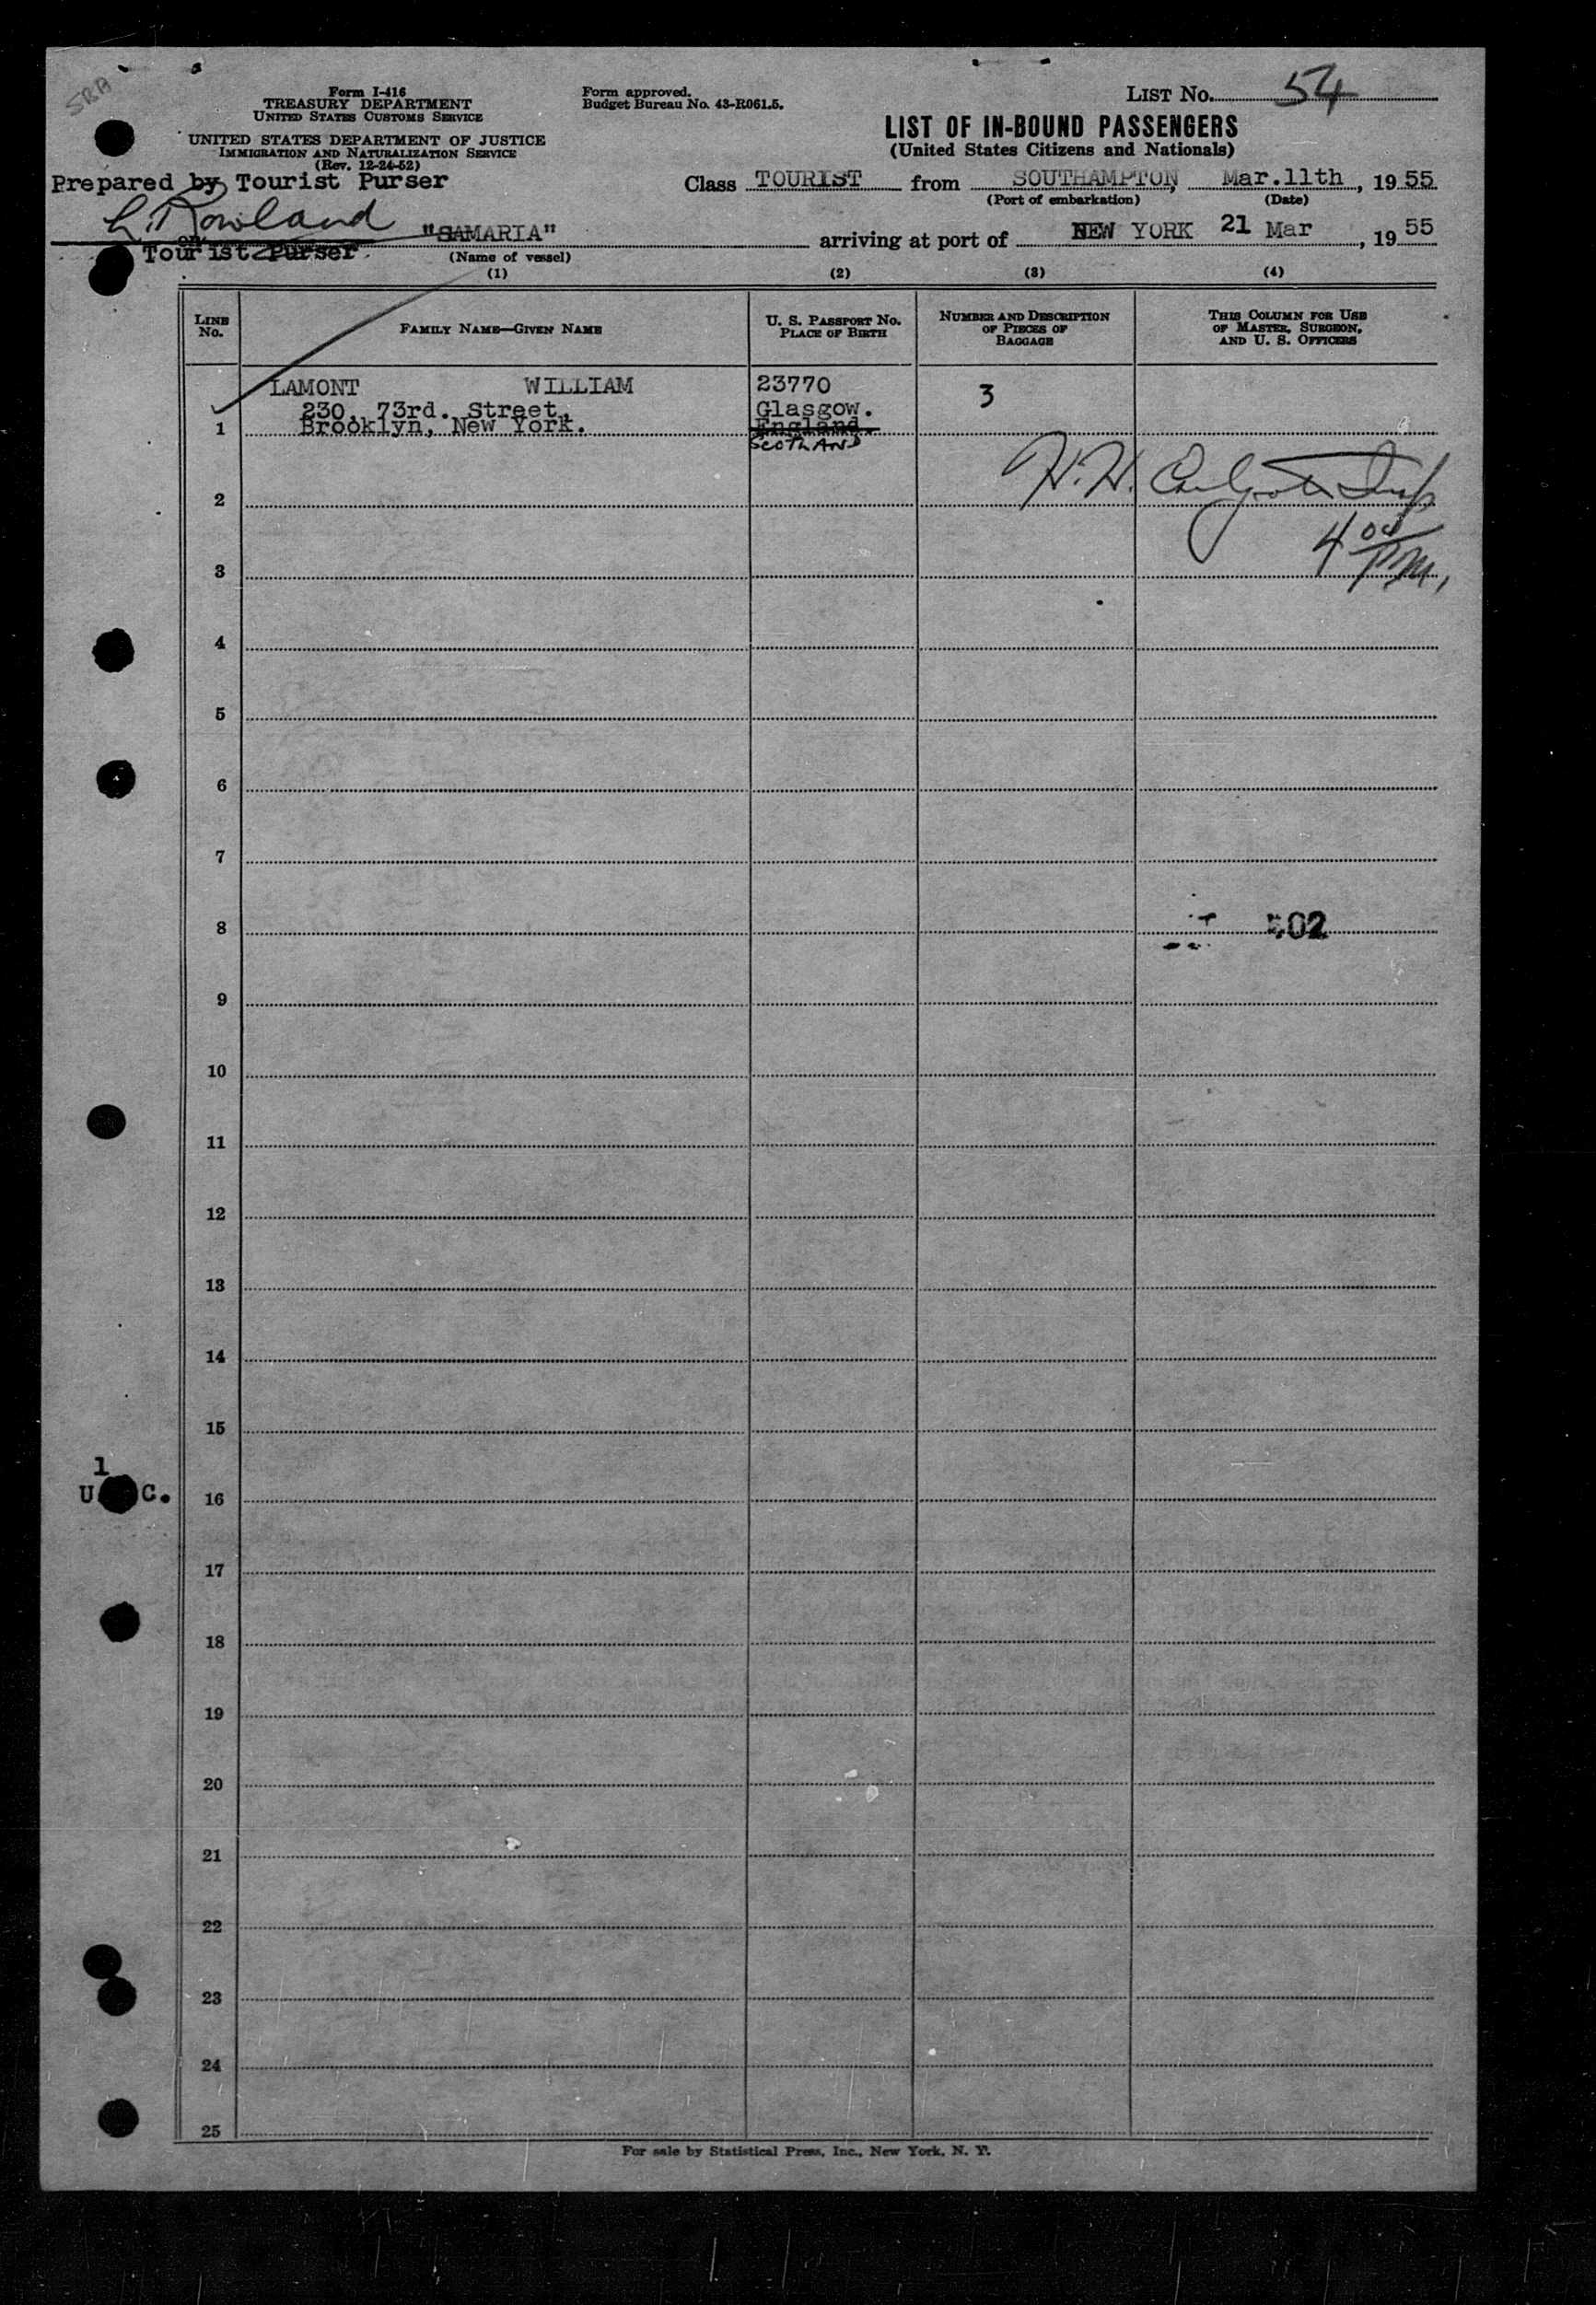 SRA
Form I-416
TREASURY DEPARTMENT
UNITED STATES CUSTOMS SERVICE
UNITED STATES DEPARTMENT OF JUSTICE
IMMIGRATION AND NATURALIZATION SERVICE
(Rev. 12-24-52)
Form approved.
Budget Bureau No. 43-R061.5.
LIST NO. 54
LIST OF IN-BOUND PASSENGERS
(United States Citizens and Nationals)
Prepared by Tourist Purser
Class TOURIST from SOUTHAMPTON, Mar.11th, 1955
(Port of embarkation) (Date)
Rowland
on "SAMARIA" arriving at port of NEW YORK 21 Mar, 1955
Tourist Purser
(Name of vessel)
(1) (2) (3) (4)
LINE No.
FAMILY NAME—GIVEN NAME
U. S. PASSPORT NO.
PLACE OF BIRTH
NUMBER AND DESCRIPTION
OF PIECES OF
BAGGAGE
THIS COLUMN FOR USE
OF MASTER, SURGEON,
AND U. S. OFFICERS
LAMONT WILLIAM 23770 3
230, 73rd. Street, Glasgow.
1 Brooklyn, New York. England.
SCOTLAND
H.H.
2
4 00 PM.
3
4
5
6
7
8 02
9
10
11
12
13
14
15
1
U. C.
16
17
18
19
20
21
22
23
24
25
For sale by Statistical Press, Inc., New York, N. Y.